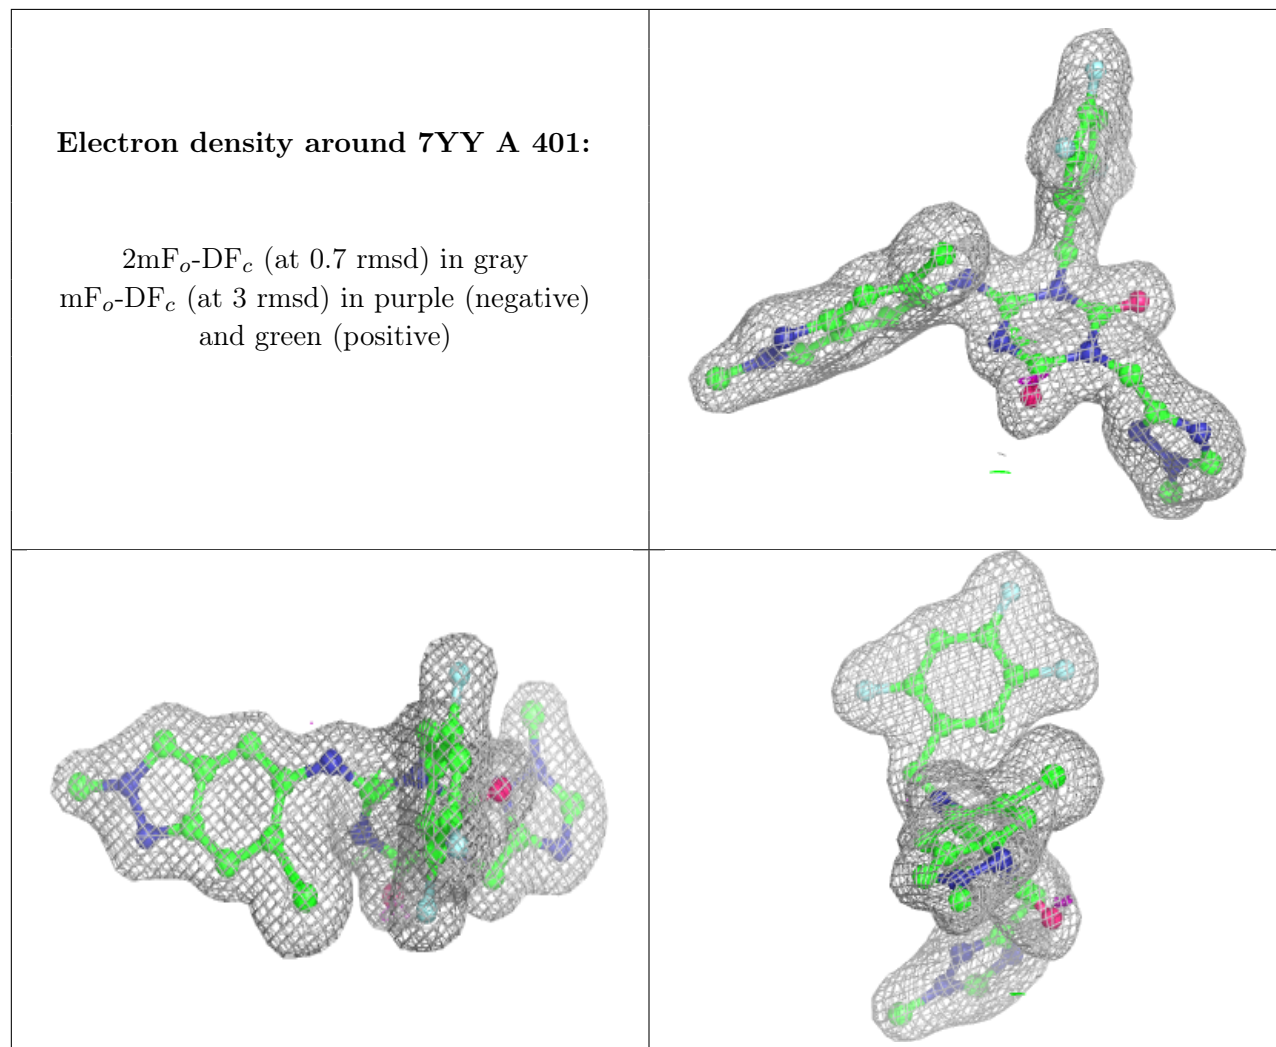 Electron density around 7YY A 401:
2mFo-DFc (at 0.7 rmsd) in gray
mFo-DFc (at 3 rmsd) in purple (negative)
and green (positive)